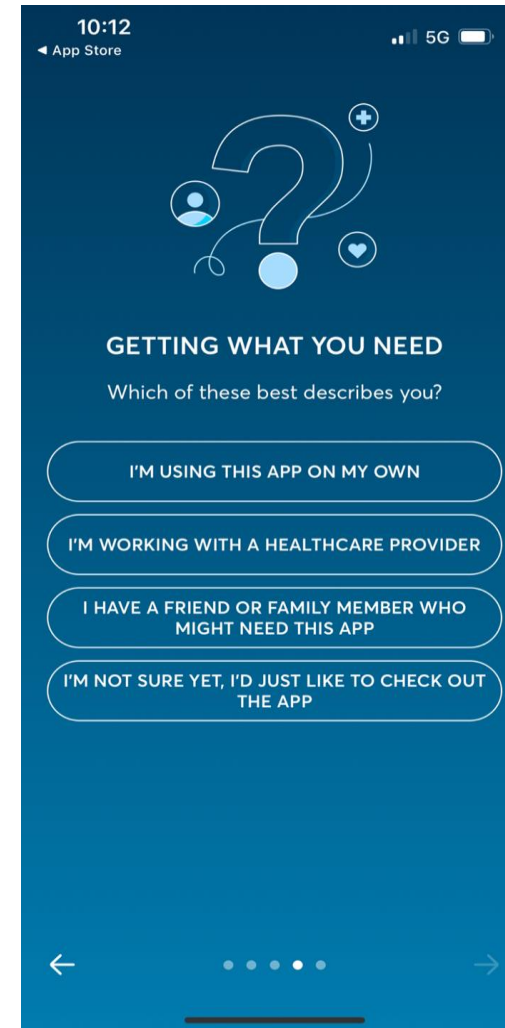 10:12
◀ App Store
5G
GETTING WHAT YOU NEED
Which of these best describes you?
I'M USING THIS APP ON MY OWN
I'M WORKING WITH A HEALTHCARE PROVIDER
I HAVE A FRIEND OR FAMILY MEMBER WHO
MIGHT NEED THIS APP
I'M NOT SURE YET, I'D JUST LIKE TO CHECK OUT
THE APP